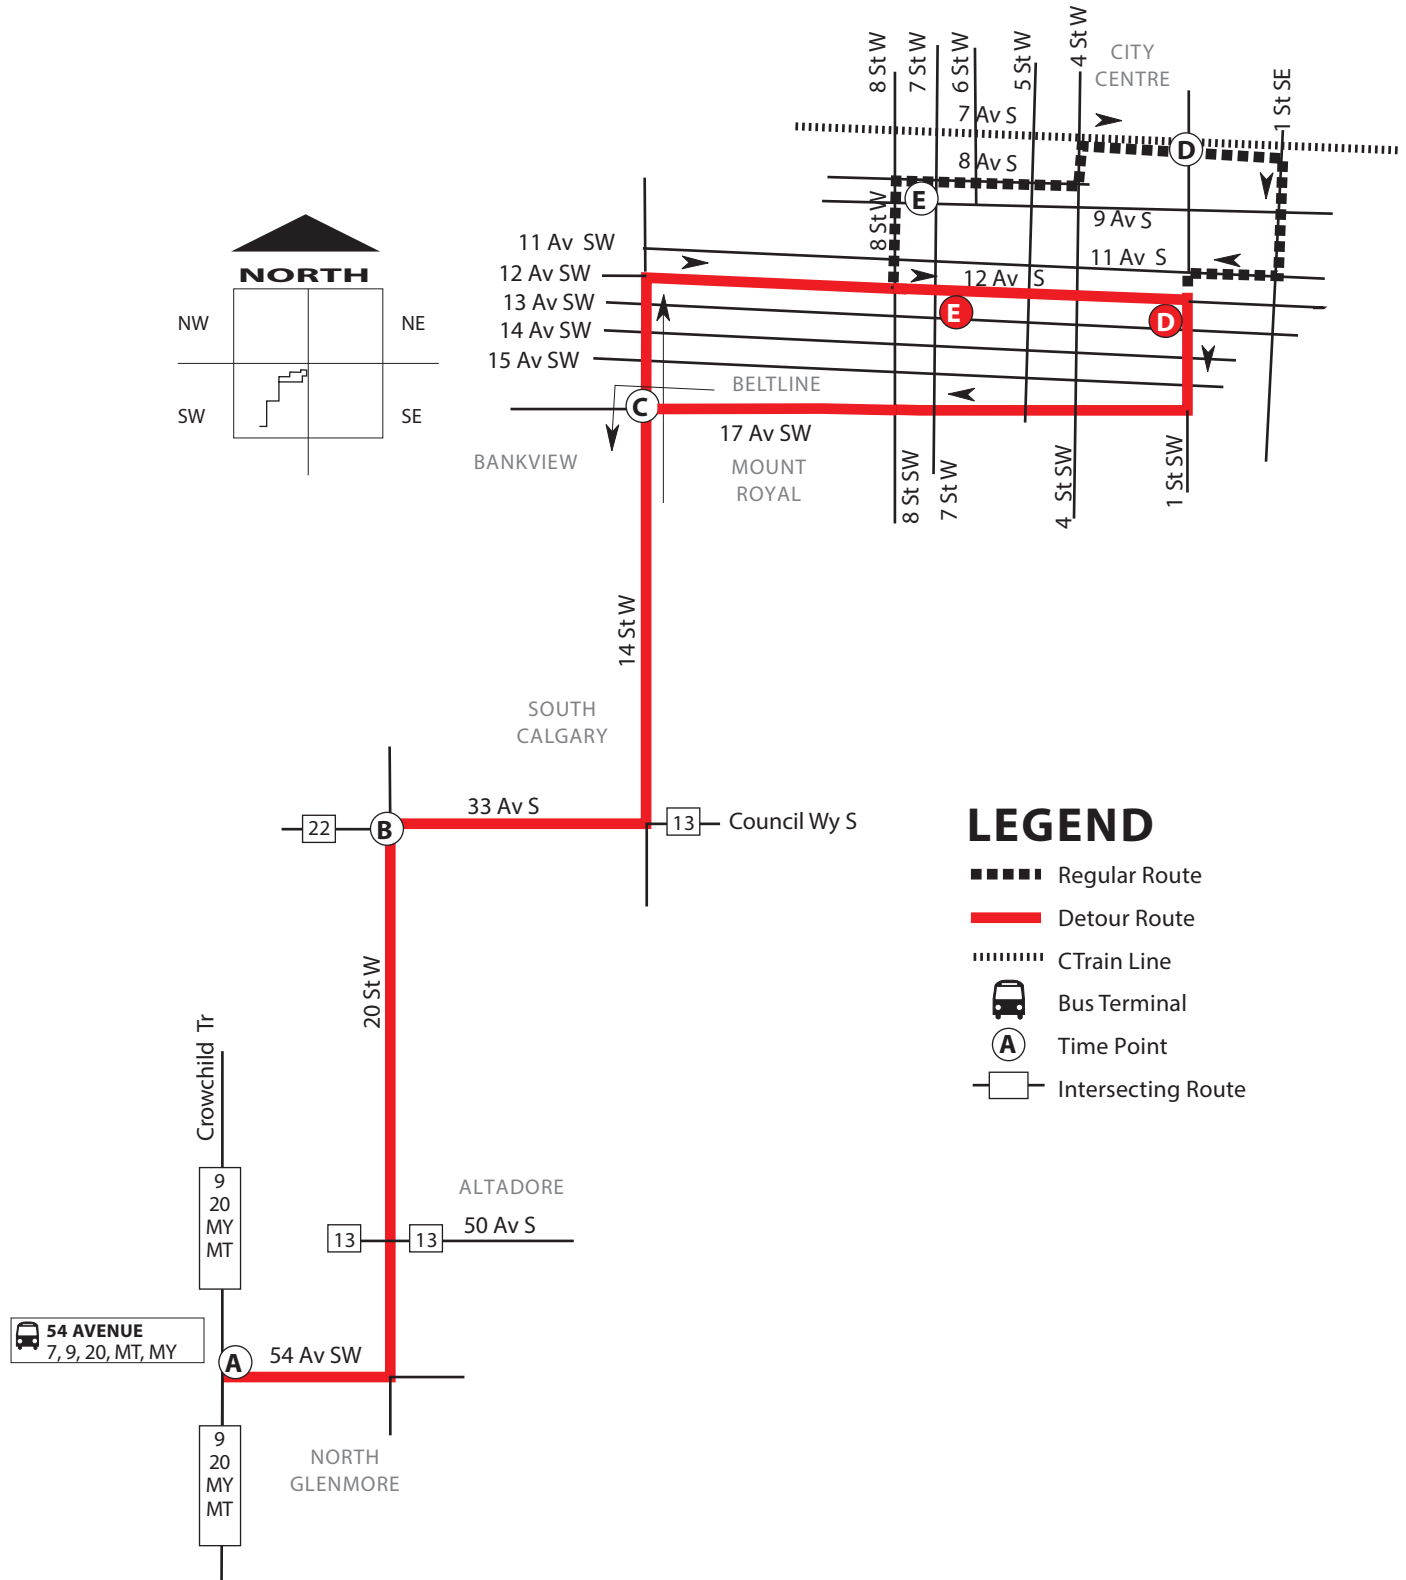 8 St W
7 St W
6 St W
5 St W
4 St W
CITY
CENTRE
1 St SE
7 Av S
D
8 Av S
E
8 St W
9 Av S
11 Av SW
11 Av S
12 Av SW
12 Av S
13 Av SW
E
D
14 Av SW
15 Av SW
BELTLINE
C
17 Av SW
BANKVIEW
MOUNT
ROYAL
8 St SW
7 St W
4 St SW
1 St SW
NORTH
NW
NE
SW
SE
14 St W
SOUTH
CALGARY
33 Av S
22
B
13
Council Wy S
20 St W
Crowchild Tr
9
20
MY
MT
ALTADORE
50 Av S
13
13
54 AVENUE
7, 9, 20, MT, MY
A
54 Av SW
9
20
MY
MT
NORTH
GLENMORE
LEGEND
Regular Route
Detour Route
CTrain Line
Bus Terminal
A
Time Point
Intersecting Route